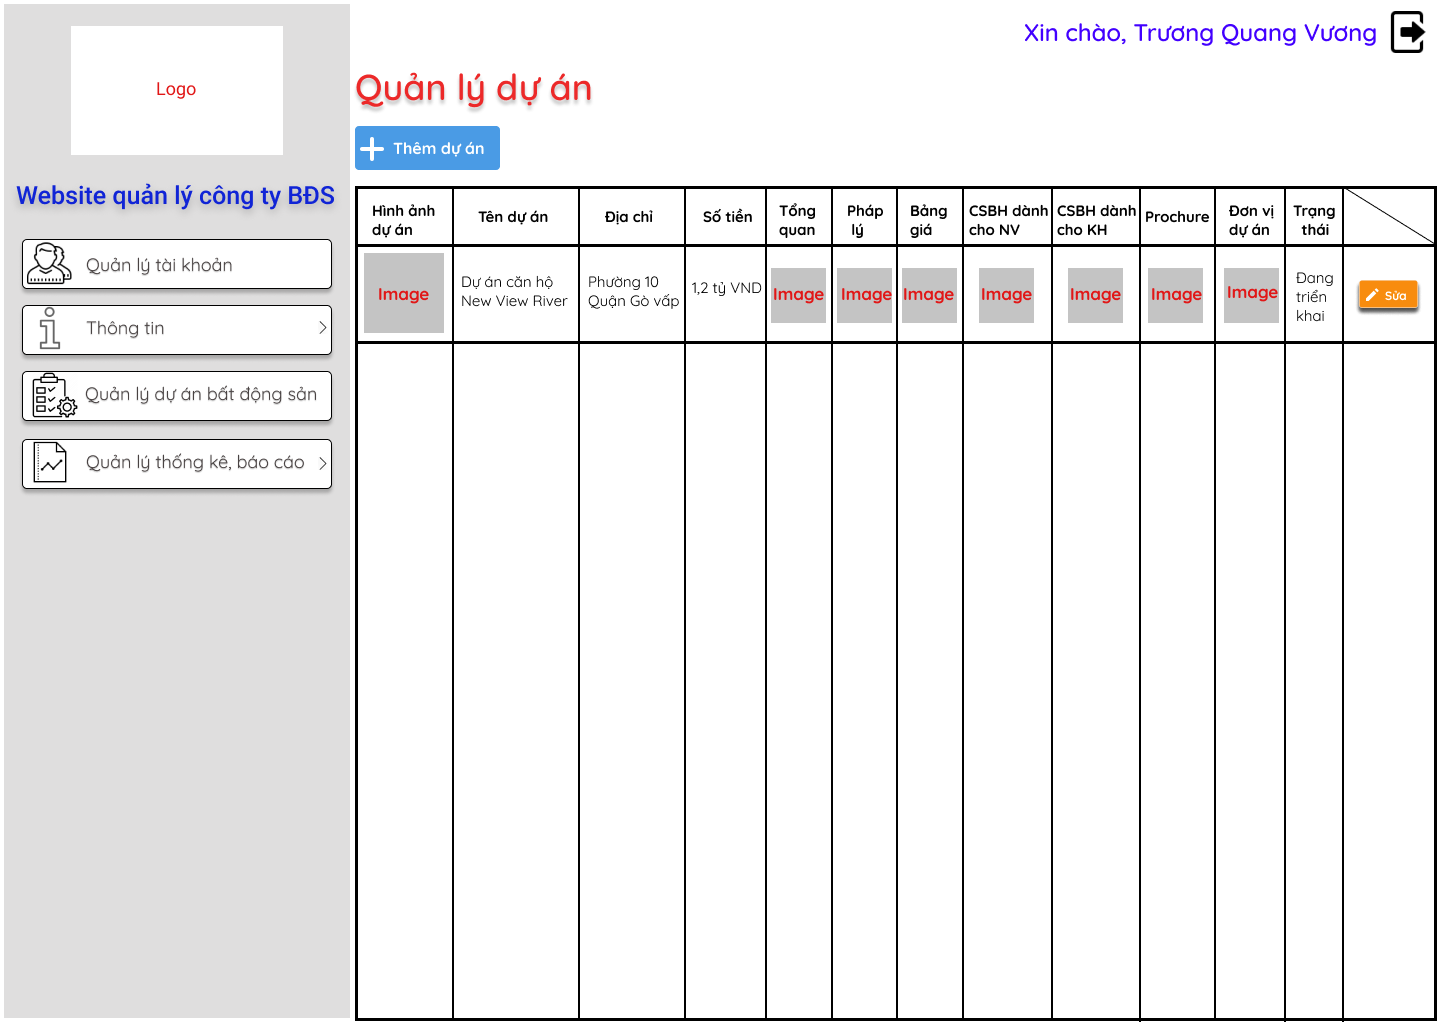 Xin chào, Trương Quang Vương
Logo
Website quản lý công ty BĐS
Quản lý tài khoản
Thông tin
Quản lý dự án bất động sản
Quản lý thống kê, báo cáo
Quản lý dự án
Thêm dự án
Hình ảnh
dự án
Tên dự án
Địa chỉ
Số tiền
Tổng
quan
Pháp
lý
Bảng
giá
CSBH dành
cho NV
CSBH dành
cho KH
Prochure
Đơn vị
dự án
Trạng
thái
Image
Dự án căn hộ
New View River
Phường 10
Quận Gò vấp
1,2 tỷ VND
Image
Image
Image
Image
Image
Image
Image
Đang
triển
khai
Sửa